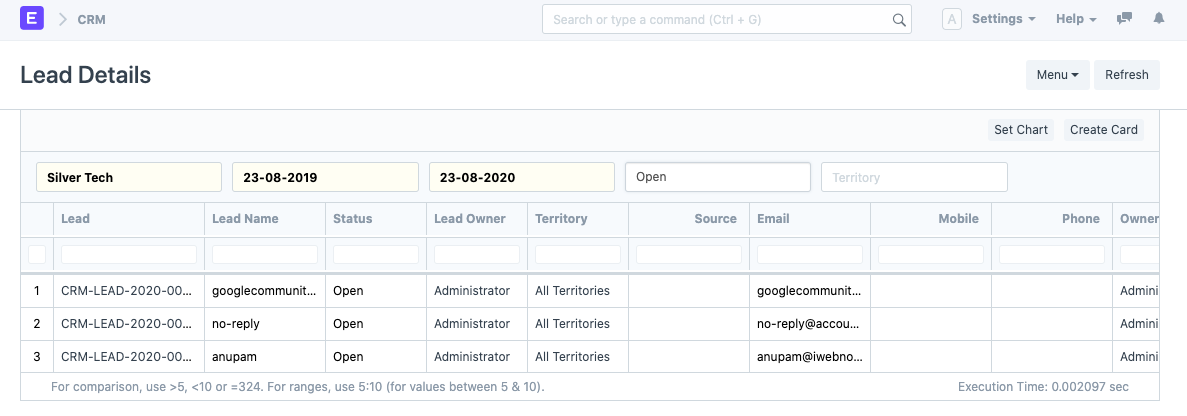 E CRM Search or type a command (Ctrl + G) A Settings Help
Lead Details Menu Refresh
Set Chart Create Card
Silver Tech 23-08-2019 23-08-2020 Open Territory
Lead Lead Name Status Lead Owner Territory Source Email Mobile Phone Owner
1 CRM-LEAD-2020-00... googlecommunit... Open Administrator All Territories googlecommunit... Admini
2 CRM-LEAD-2020-00... no-reply Open Administrator All Territories no-reply@accou... Admini
3 CRM-LEAD-2020-00... anupam Open Administrator All Territories anupam@iwebno... Admini
For comparison, use >5, <10 or =324. For ranges, use 5:10 (for values between 5 & 10). Execution Time: 0.002097 sec